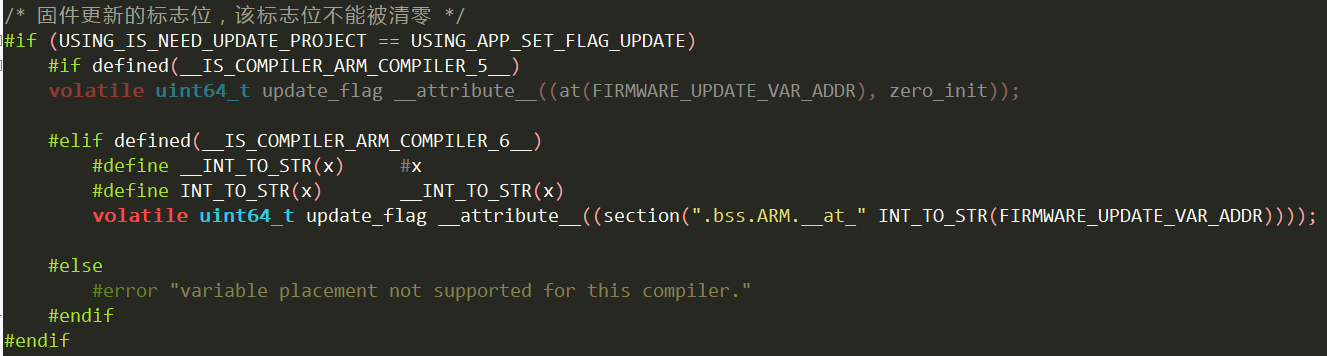 /* 固件更新的标志位，该标志位不能被清零 */
#if (USING_IS_NEED_UPDATE_PROJECT == USING_APP_SET_FLAG_UPDATE)
    #if defined(__IS_COMPILER_ARM_COMPILER_5__)
    volatile uint64_t update_flag __attribute__((at(FIRMWARE_UPDATE_VAR_ADDR), zero_init));

    #elif defined(__IS_COMPILER_ARM_COMPILER_6__)
        #define __INT_TO_STR(x)     #x
        #define INT_TO_STR(x)       __INT_TO_STR(x)
        volatile uint64_t update_flag __attribute__((section(".bss.ARM.__at_" INT_TO_STR(FIRMWARE_UPDATE_VAR_ADDR))));

    #else
        #error "variable placement not supported for this compiler."
    #endif
#endif